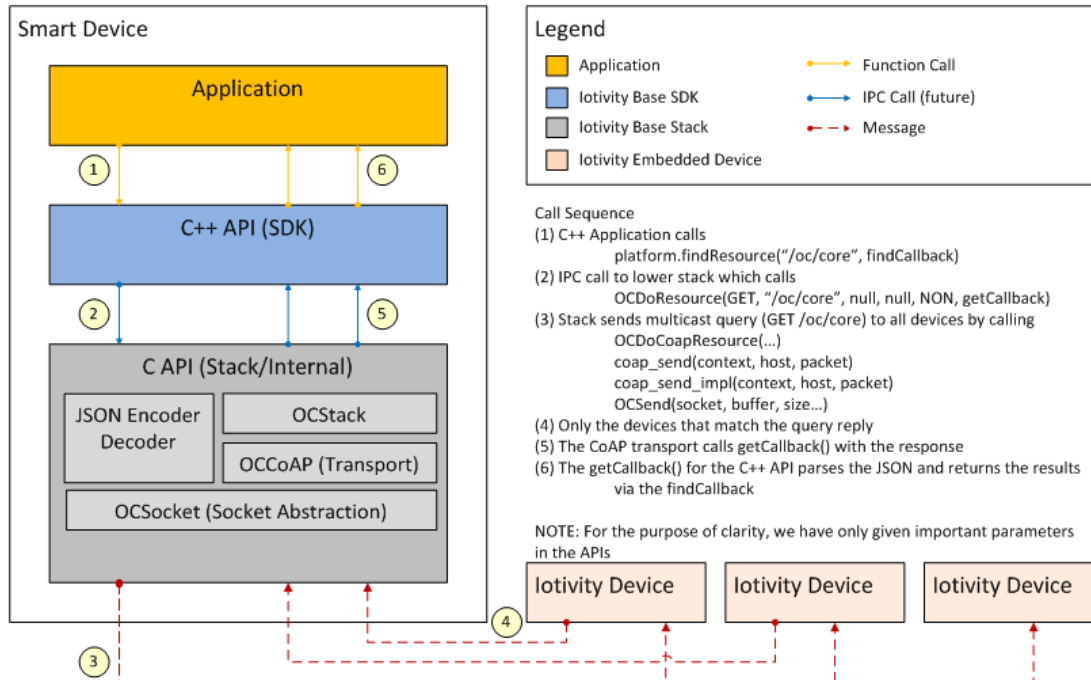 Smart Device
Application
1
6
C++ API (SDK)
2
5
C API (Stack/Internal)
JSON Encoder
Decoder
OCStack
OCCoAP (Transport)
OCSocket (Socket Abstraction)
3
4
Legend
Application
Function Call
Iotivity Base SDK
IPC Call (future)
Iotivity Base Stack
Message
Iotivity Embedded Device
Call Sequence
(1) C++ Application calls
platform.findResource(“/oc/core”, findCallback)
(2) IPC call to lower stack which calls
OCDoResource(GET, “/oc/core”, null, null, NON, getCallback)
(3) Stack sends multicast query (GET /oc/core) to all devices by calling
OCDoCoapResource(…)
coap_send(context, host, packet)
coap_send_impl(context, host, packet)
OCSend(socket, buffer, size…)
(4) Only the devices that match the query reply
(5) The CoAP transport calls getCallback() with the response
(6) The getCallback() for the C++ API parses the JSON and returns the results
via the findCallback
NOTE: For the purpose of clarity, we have only given important parameters
in the APIs
Iotivity Device
Iotivity Device
Iotivity Device